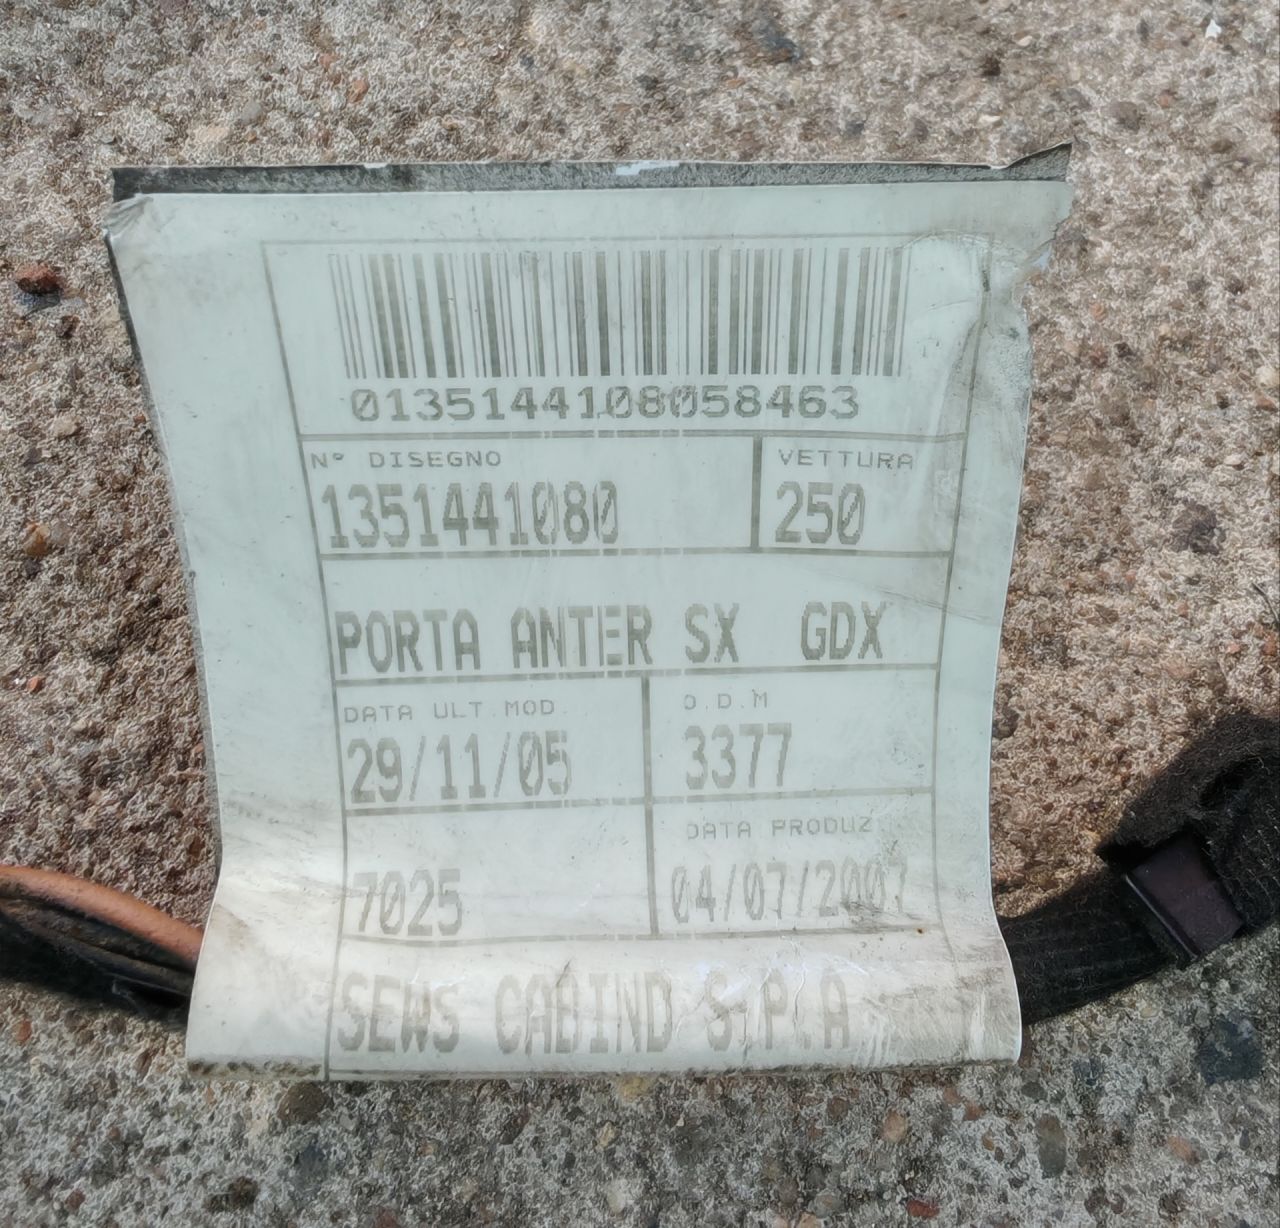 0135144108058463
N° DISEGNO VETTURA
1351441080 250
PORTA ANTER SX GDX
DATA ULT.MOD. O.D.M
29/11/05 3377
DATA PRODUZ
7025 04/07/2007
SEWS CABIND S.P.A